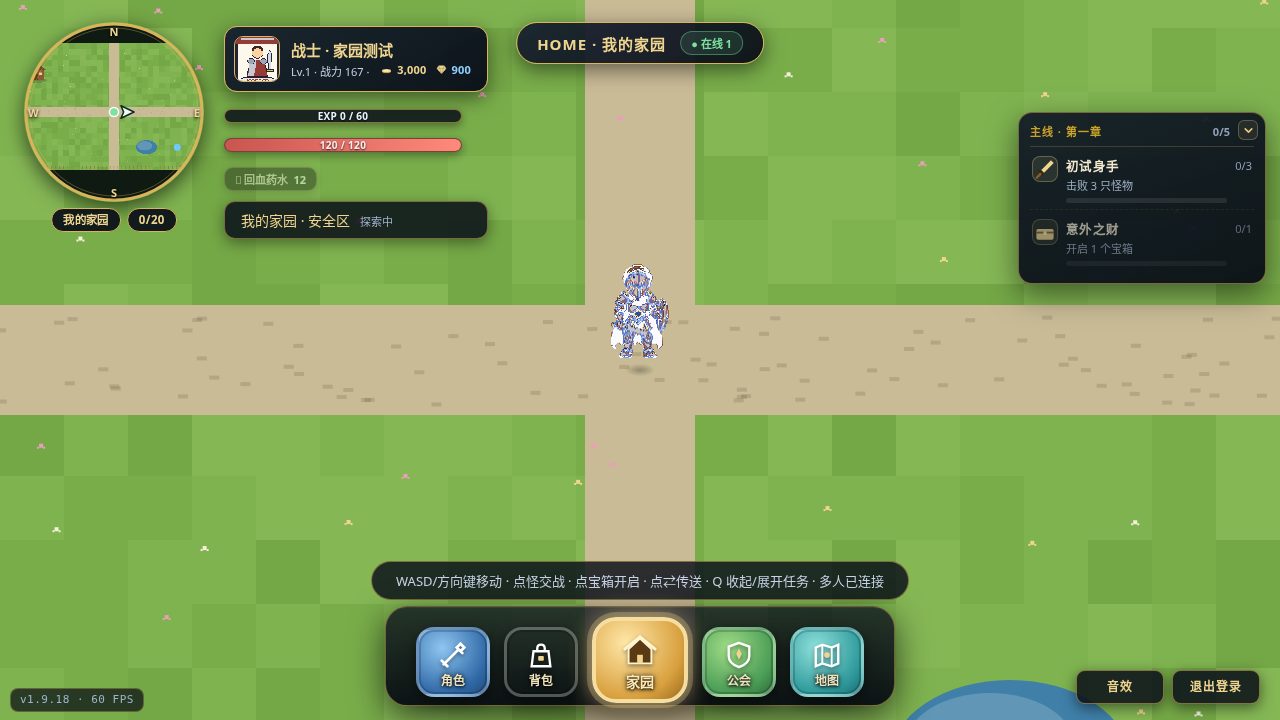 N
W
E
S
我的家园
0/20
战士 · 家园测试
Lv.1 · 战力 167 ·
3,000
900
EXP 0 / 60
120 / 120
回血药水 12
我的家园 · 安全区 探索中
HOME · 我的家园
● 在线 1
主线 · 第一章
0/5
初试身手
0/3
击败 3 只怪物
意外之财
0/1
开启 1 个宝箱
WASD/方向键移动 · 点怪交战 · 点宝箱开启 · 点⇄传送 · Q 收起/展开任务 · 多人已连接
角色
背包
家园
公会
地图
v1.9.18 · 60 FPS
音效
退出登录